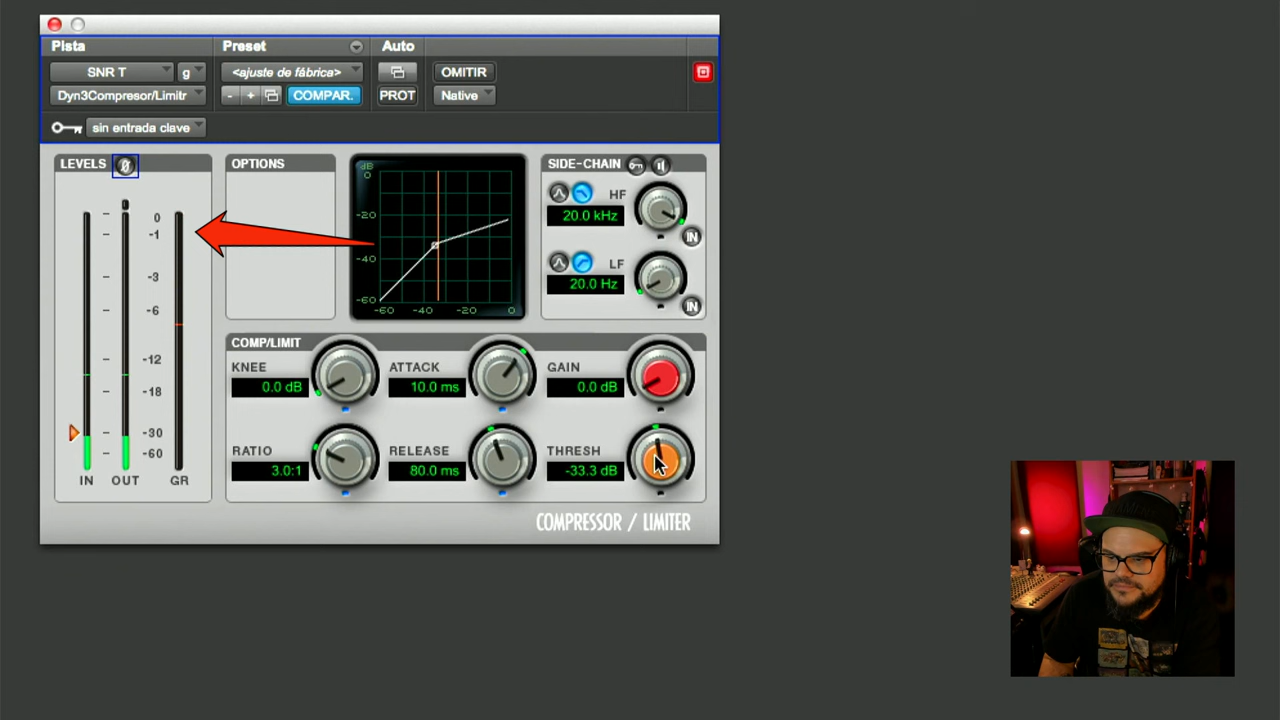 Pista Preset Auto
SNR T g <ajuste de fábrica> OMITIR
Dyn3Compresor/Limitr - + COMPAR. PROT Native
sin entrada clave
LEVELS Ø OPTIONS SIDE-CHAIN
dB
0
-20
-40
-60
-60 -40 -20 0
HF
20.0 kHz
IN
LF
20.0 Hz
IN
0
-1
-3
-6
-12
-18
-30
-60
IN OUT GR
COMP/LIMIT
KNEE ATTACK GAIN
0.0 dB 10.0 ms 0.0 dB
RATIO RELEASE THRESH
3.0:1 80.0 ms -33.3 dB
COMPRESSOR / LIMITER